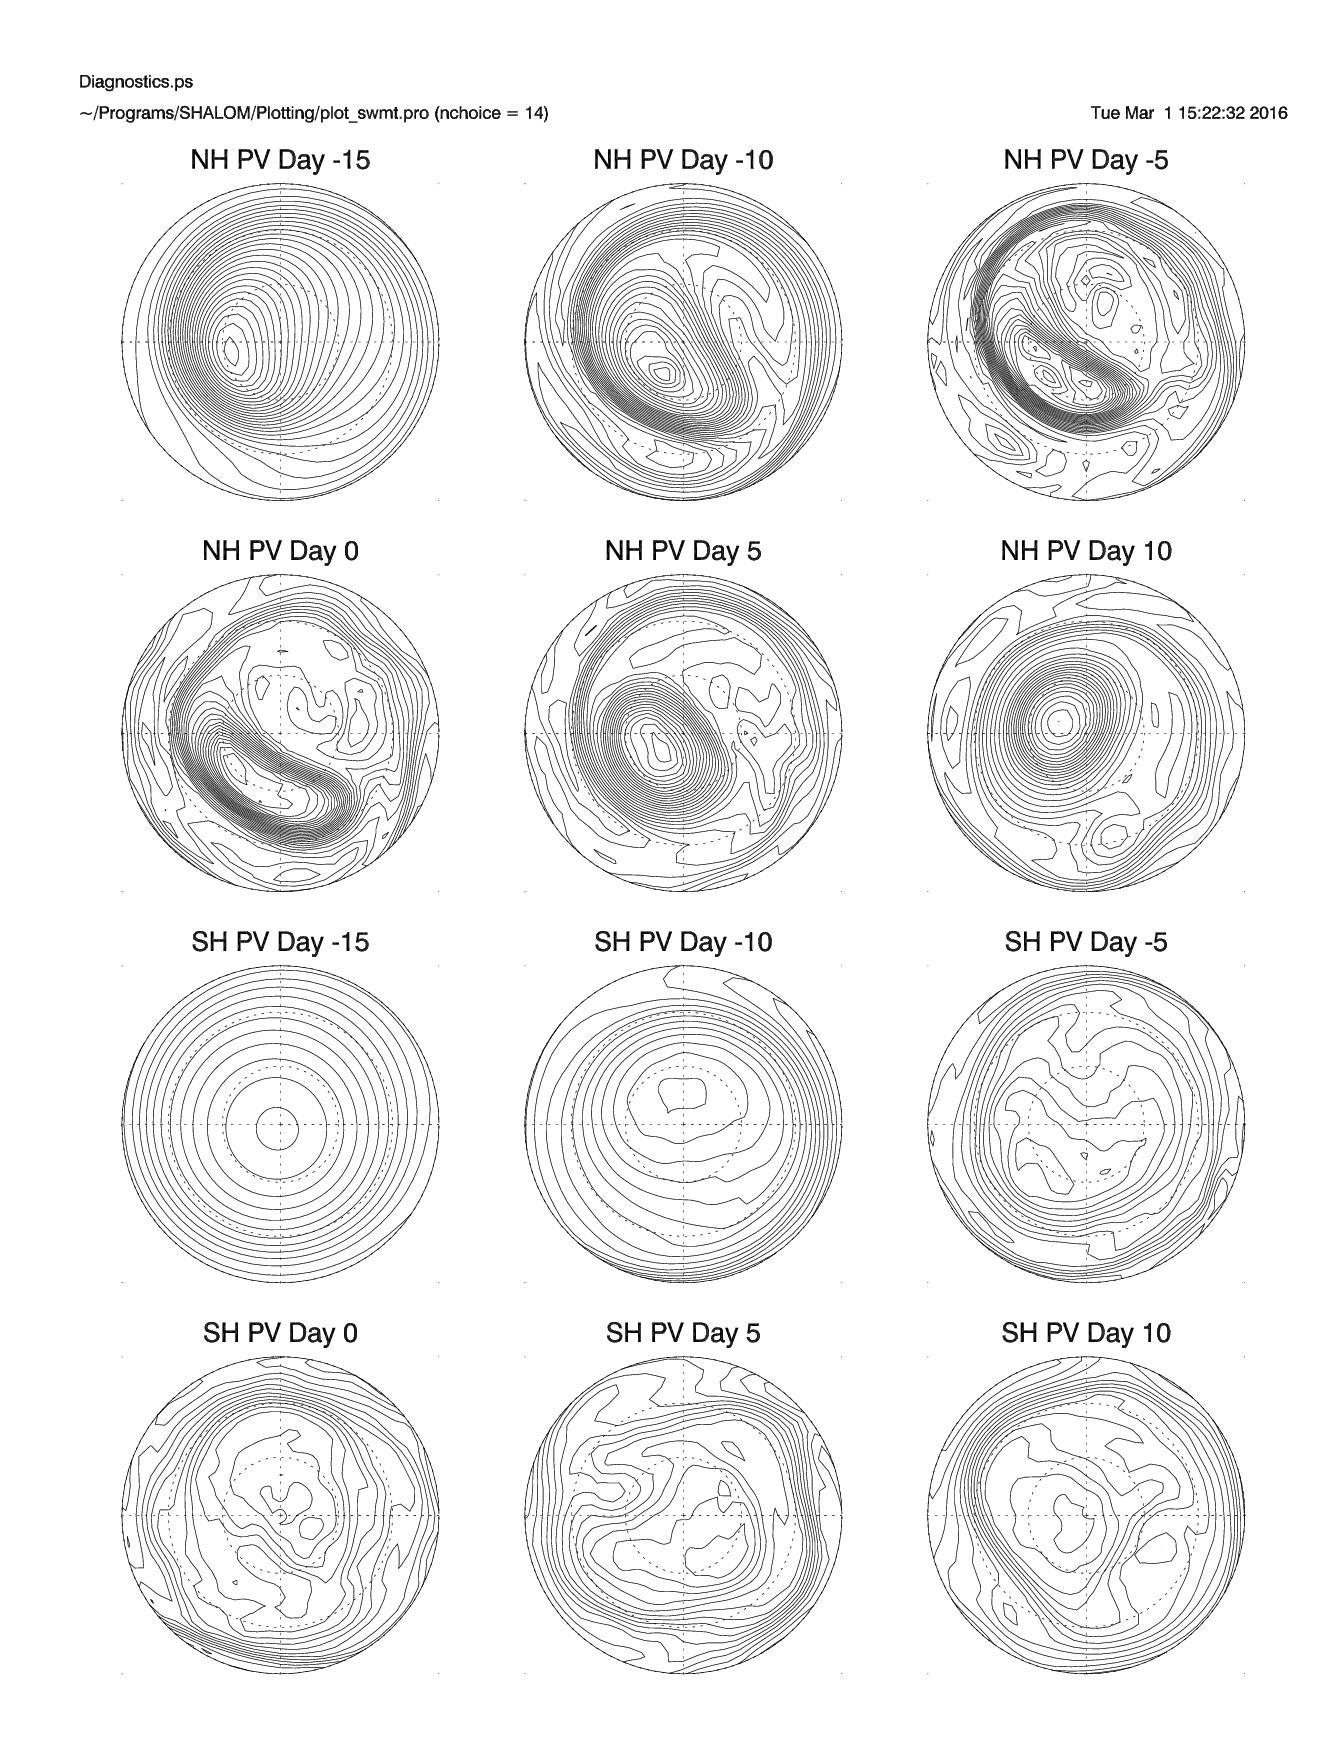 Diagnostics.ps
~/Programs/SHALOM/Plotting/plot_swmt.pro (nchoice = 14) Tue Mar 1 15:22:32 2016
NH PV Day -15 NH PV Day -10 NH PV Day -5
NH PV Day 0 NH PV Day 5 NH PV Day 10
SH PV Day -15 SH PV Day -10 SH PV Day -5
SH PV Day 0 SH PV Day 5 SH PV Day 10